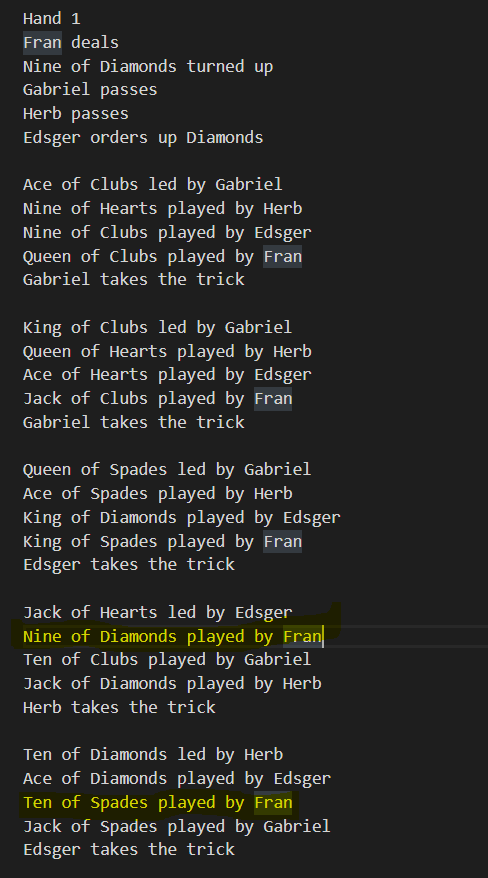 Hand 1
Fran deals
Nine of Diamonds turned up
Gabriel passes
Herb passes
Edsger orders up Diamonds
Ace of Clubs led by Gabriel
Nine of Hearts played by Herb
Nine of Clubs played by Edsger
Queen of Clubs played by Fran
Gabriel takes the trick
King of Clubs led by Gabriel
Queen of Hearts played by Herb
Ace of Hearts played by Edsger
Jack of Clubs played by Fran
Gabriel takes the trick
Queen of Spades led by Gabriel
Ace of Spades played by Herb
King of Diamonds played by Edsger
King of Spades played by Fran
Edsger takes the trick
Jack of Hearts led by Edsger
Nine of Diamonds played by Fran
Ten of Clubs played by Gabriel
Jack of Diamonds played by Herb
Herb takes the trick
Ten of Diamonds led by Herb
Ace of Diamonds played by Edsger
Ten of Spades played by Fran
Jack of Spades played by Gabriel
Edsger takes the trick